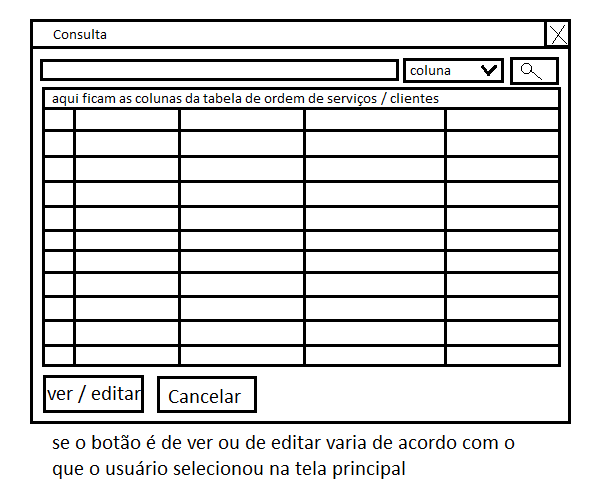 Consulta
coluna
aqui ficam as colunas da tabela de ordem de serviços / clientes
ver / editar
Cancelar
se o botão é de ver ou de editar varia de acordo com o
que o usuário selecionou na tela principal